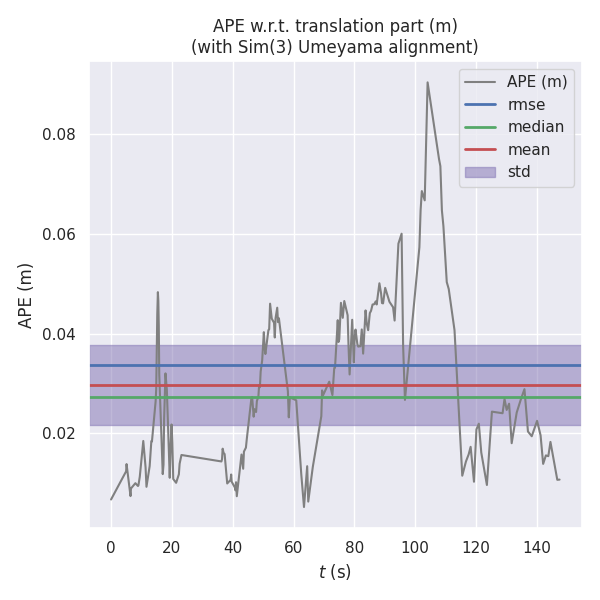 APE w.r.t. translation part (m)
(with Sim(3) Umeyama alignment)
APE (m)
rmse
median
mean
std
0.08
0.06
0.04
0.02
APE (m)
0
20
40
60
80
100
120
140
t (s)